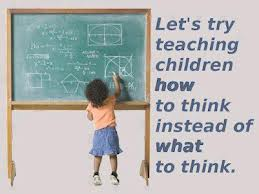 Let's try
teaching
children
how
to think
instead of
what
to think.